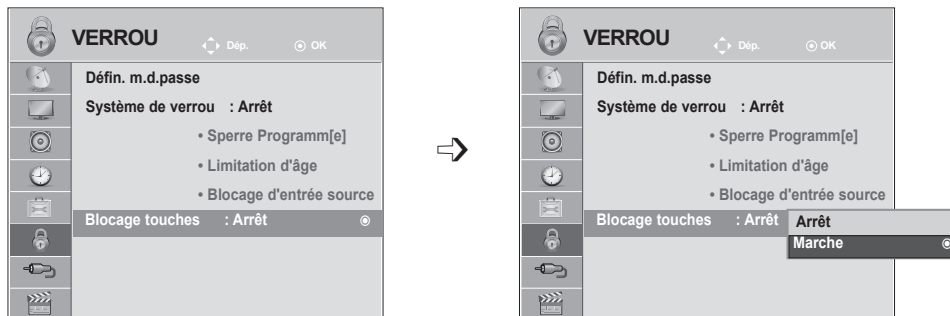 VERROU Dép. OK
Défin. m.d.passe
Système de verrou : Arrêt
• Sperre Programm[e]
• Limitation d'âge
• Blocage d'entrée source
Blocage touches : Arrêt
VERROU Dép. OK
Défin. m.d.passe
Système de verrou : Arrêt
• Sperre Programm[e]
• Limitation d'âge
• Blocage d'entrée source
Blocage touches : Arrêt
Arrêt
Marche